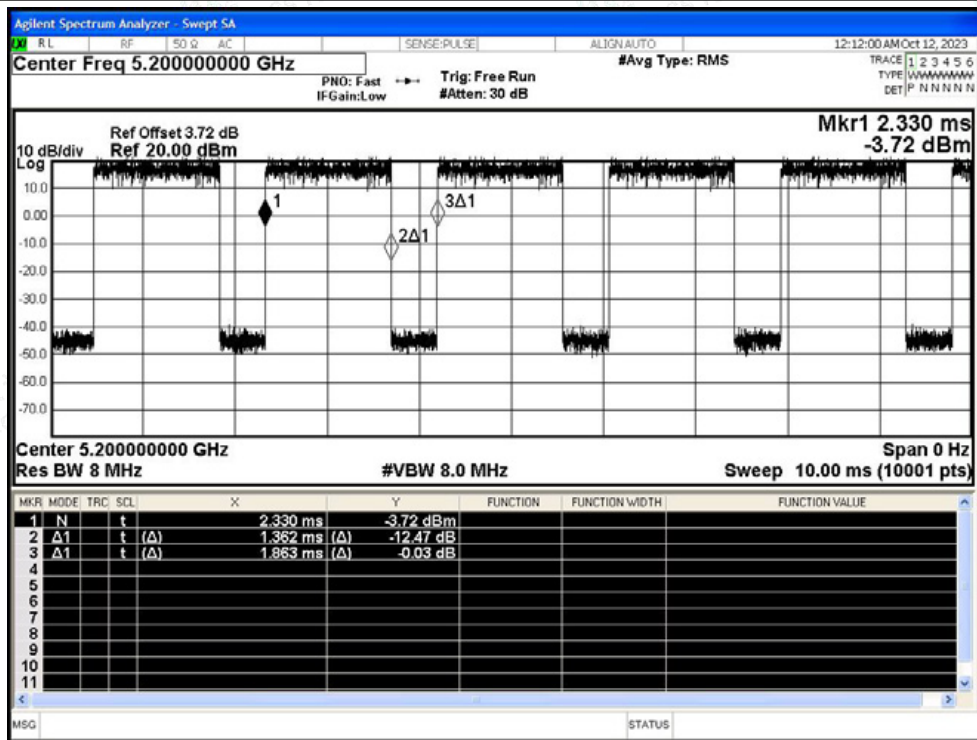 Agilent Spectrum Analyzer - Swept SA
RL RF 50 Ω AC SENSE:PULSE ALIGNAUTO 12:12:00 AM Oct 12, 2023
Center Freq 5.200000000 GHz #Avg Type: RMS TRACE 1 2 3 4 5 6
PNO: Fast Trig: Free Run TYPE WWWWWW
IFGain:Low #Atten: 30 dB DET P N N N N N
Mkr1 2.330 ms
Ref Offset 3.72 dB
10 dB/div Ref 20.00 dBm -3.72 dBm
Log
10.0
1 3Δ1
0.00
2Δ1
-10.0
-20.0
-30.0
-40.0
-50.0
-60.0
-70.0
Center 5.200000000 GHz Span 0 Hz
Res BW 8 MHz #VBW 8.0 MHz Sweep 10.00 ms (10001 pts)
MKR MODE TRC SCL X Y FUNCTION FUNCTION WIDTH FUNCTION VALUE
1 N t 2.330 ms -3.72 dBm
2 Δ1 t (Δ) 1.362 ms (Δ) -12.47 dB
3 Δ1 t (Δ) 1.863 ms (Δ) -0.03 dB
4
5
6
7
8
9
10
11
MSG STATUS